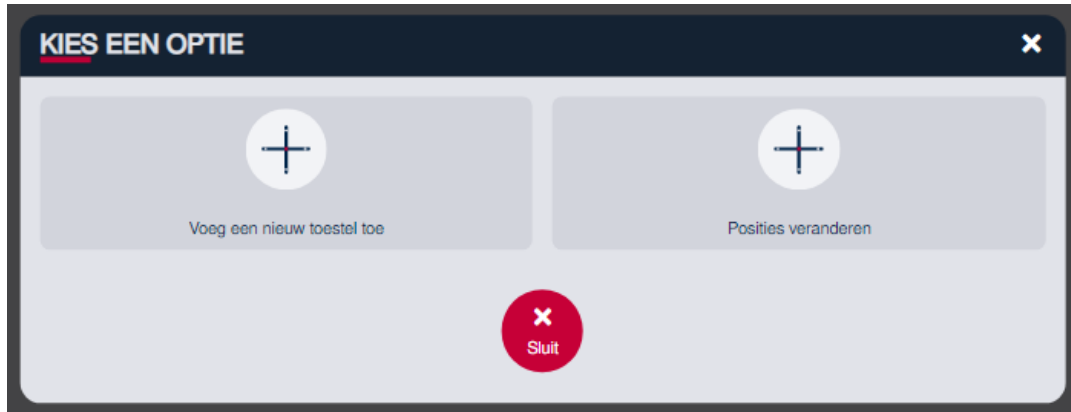 KIES EEN OPTIE
Voeg een nieuw toestel toe
Posities veranderen
Sluit